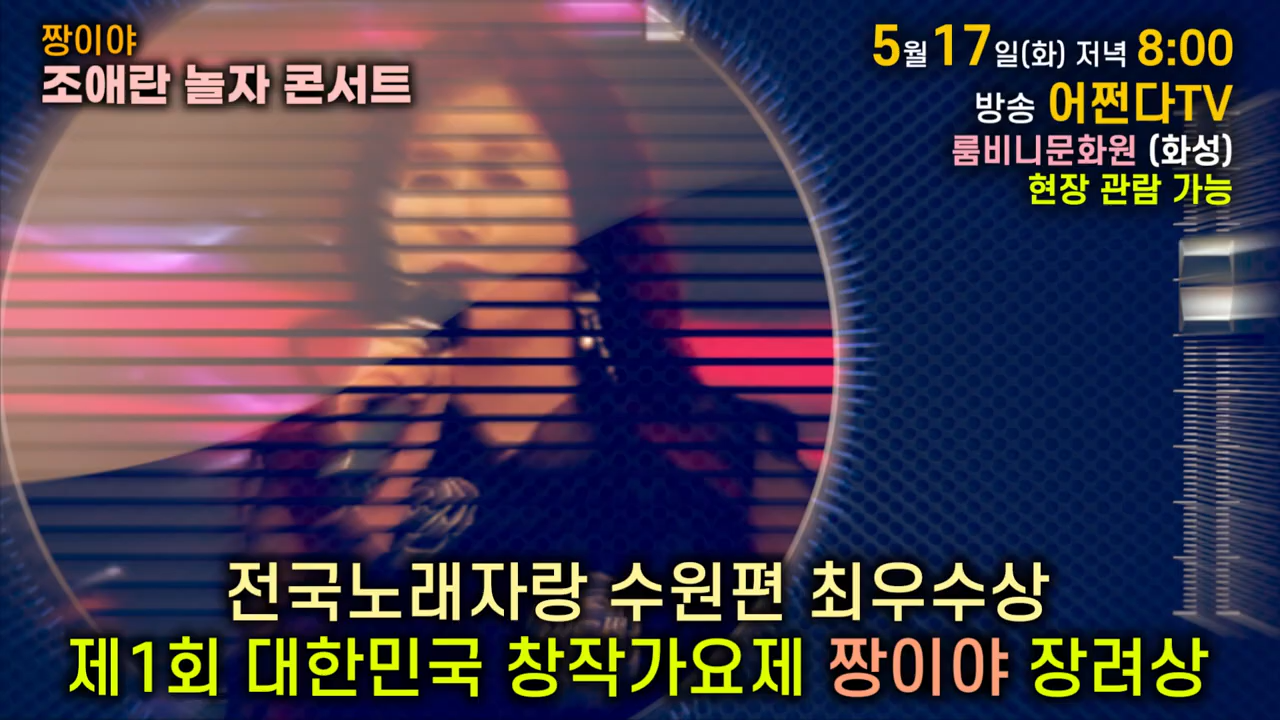 짱이야
조애란 놀자 콘서트
5월 17일(화) 저녁 8:00
방송 어쩐다TV
룸비니문화원 (화성)
현장 관람 가능
전국노래자랑 수원편 최우수상
제1회 대한민국 창작가요제 짱이야 장려상